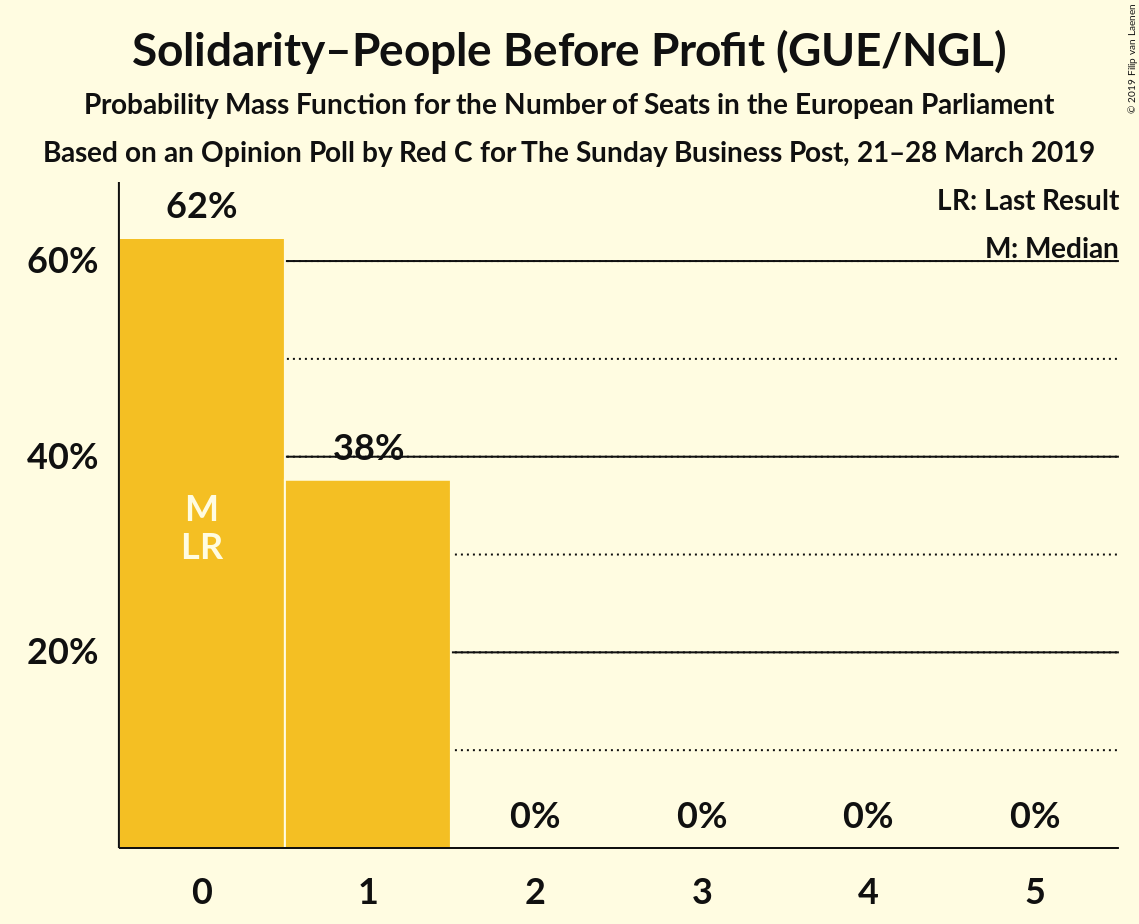 Solidarity–People Before Profit (GUE/NGL)
Probability Mass Function for the Number of Seats in the European Parliament
Based on an Opinion Poll by Red C for The Sunday Business Post, 21–28 March 2019
© 2019 Filip van Laenen
LR: Last Result
M: Median
62%
60%
38%
40%
M
LR
20%
0%
0%
0%
0%
0
1
2
3
4
5